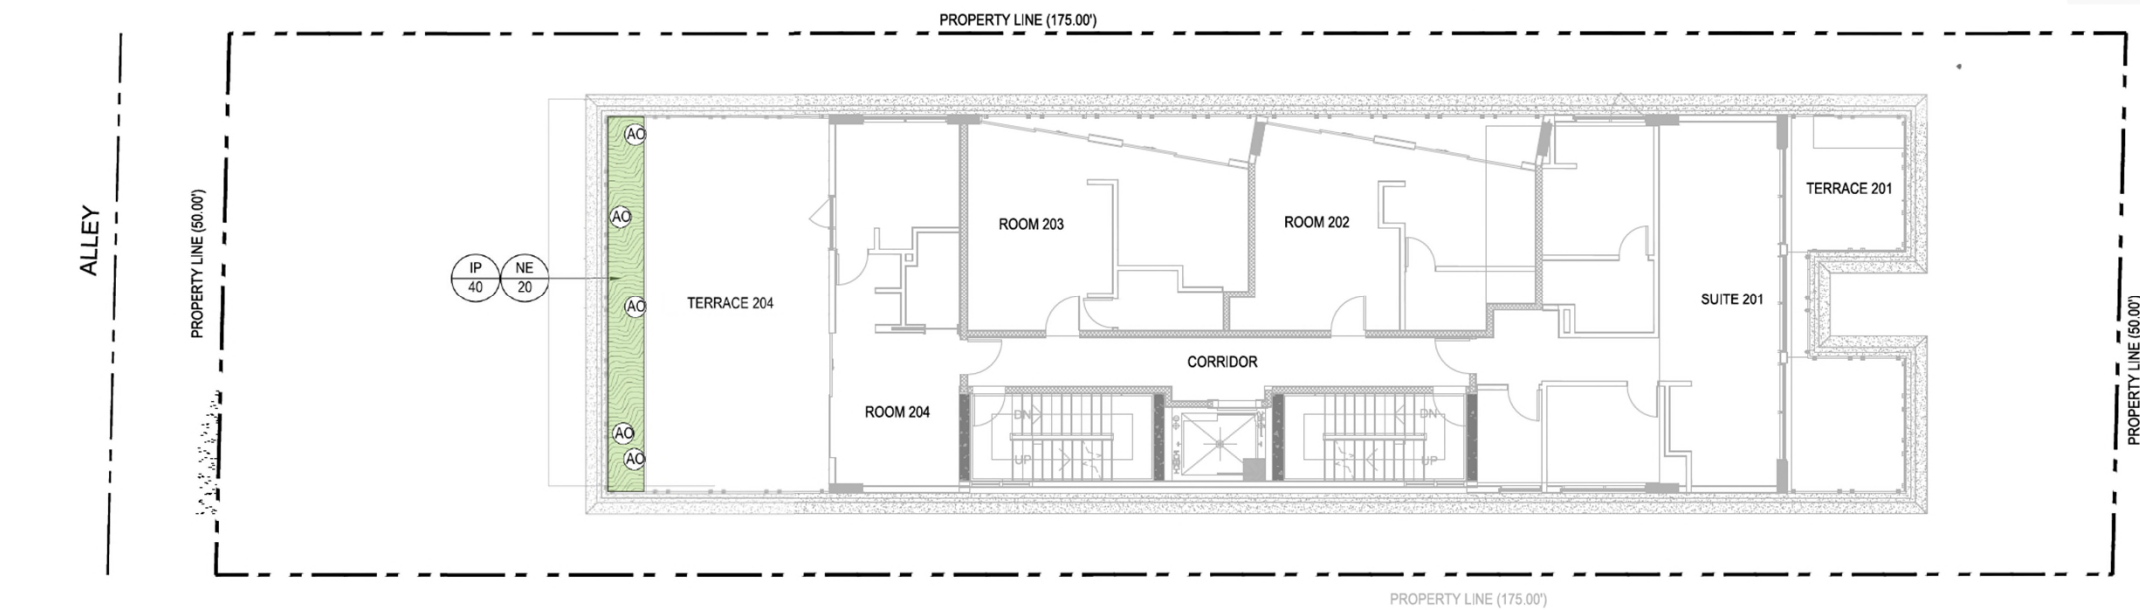 PROPERTY LINE (175.00')
ALLEY
PROPERTY LINE (50.00')
AO
AO
AO
AO
AO
IP
40
NE
20
TERRACE 204
ROOM 203
ROOM 202
TERRACE 201
SUITE 201
CORRIDOR
ROOM 204
DN
UP
DN
UP
PROPERTY LINE (50.00')
PROPERTY LINE (175.00')